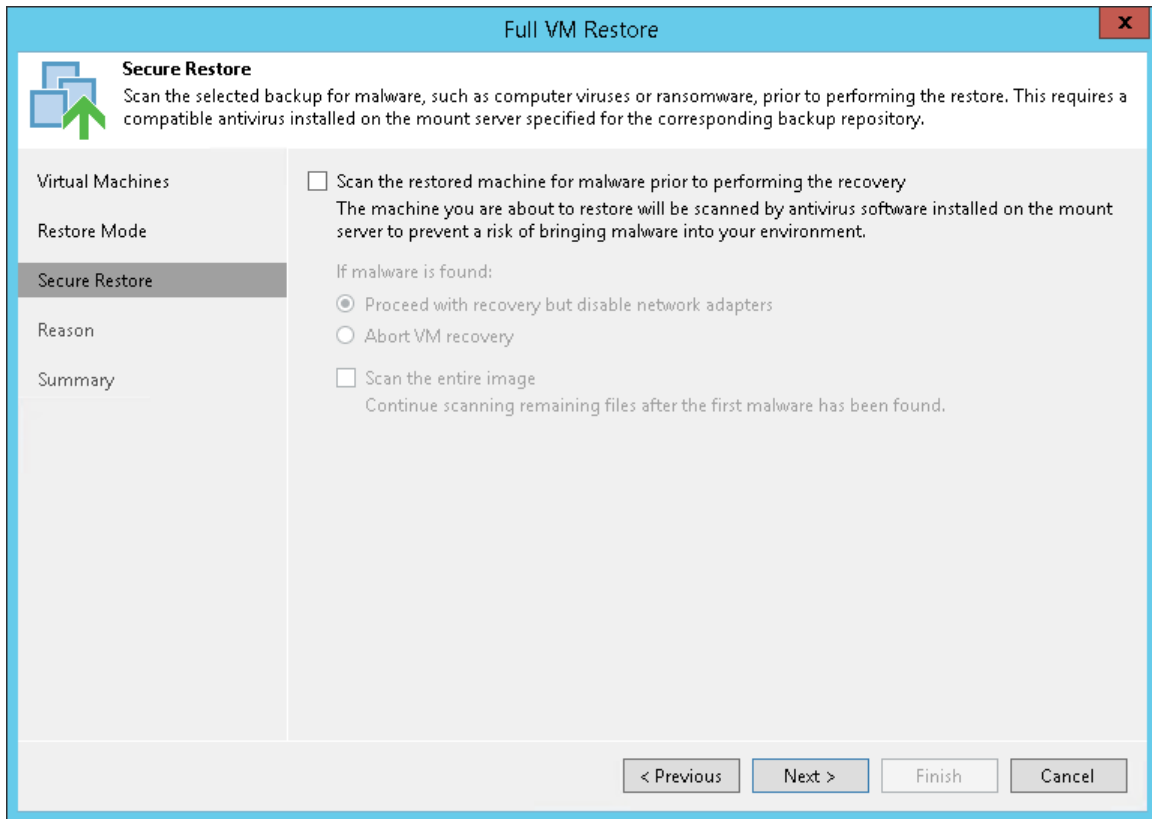 Full VM Restore
x
Secure Restore
Scan the selected backup for malware, such as computer viruses or ransomware, prior to performing the restore. This requires a
compatible antivirus installed on the mount server specified for the corresponding backup repository.
Virtual Machines
Restore Mode
Secure Restore
Reason
Summary
Scan the restored machine for malware prior to performing the recovery
The machine you are about to restore will be scanned by antivirus software installed on the mount
server to prevent a risk of bringing malware into your environment.
If malware is found:
Proceed with recovery but disable network adapters
Abort VM recovery
Scan the entire image
Continue scanning remaining files after the first malware has been found.
< Previous
Next >
Finish
Cancel